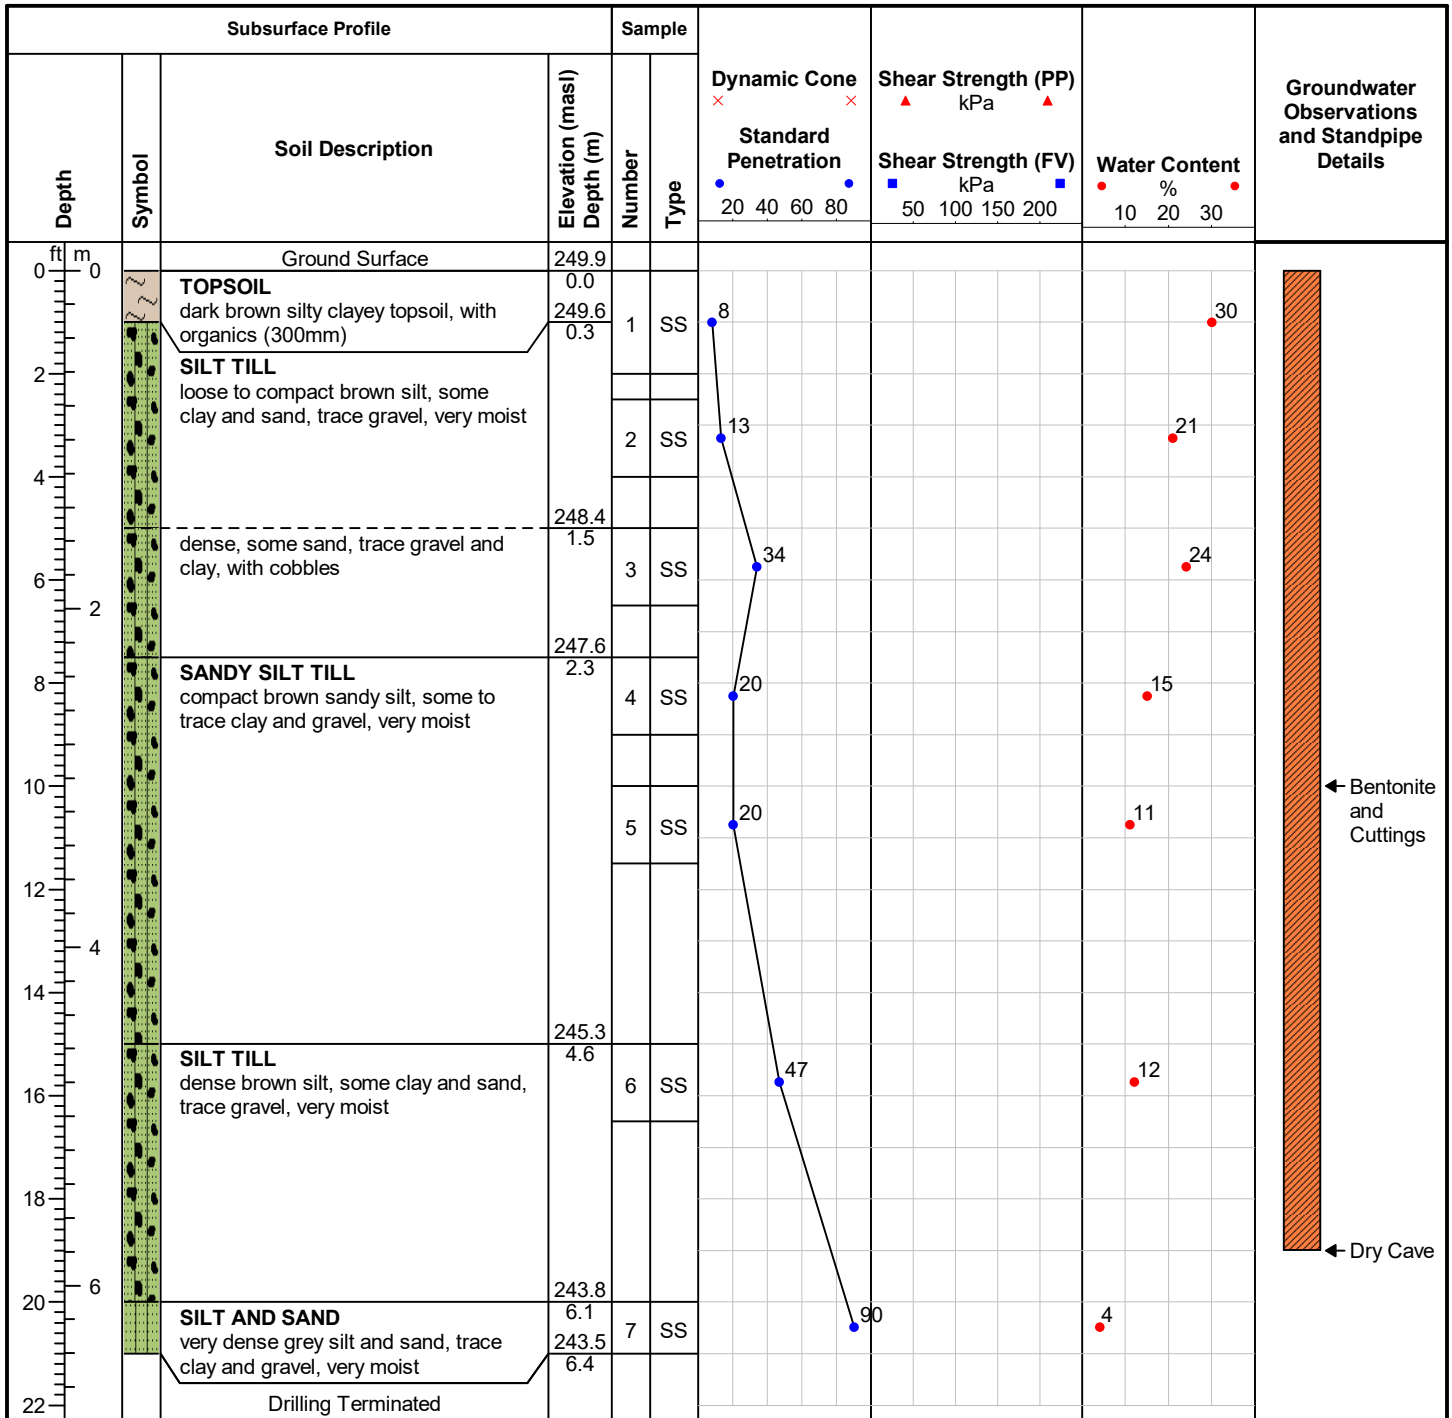 Subsurface Profile
Sample
Depth
Symbol
Soil Description
Elevation (masl)
Depth (m)
Number
Type
Dynamic Cone
Standard
Penetration
20 40 60 80
Shear Strength (PP)
kPa
Shear Strength (FV)
kPa
50 100 150 200
Water Content
%
10 20 30
Groundwater
Observations
and Standpipe
Details
ft m
Ground Surface
249.9
0 0
0.0
TOPSOIL
dark brown silty clayey topsoil, with
organics (300mm)
249.6
0.3
1 SS
8
30
SILT TILL
loose to compact brown silt, some
clay and sand, trace gravel, very moist
2
2 SS
13
21
4
248.4
1.5
dense, some sand, trace gravel and
clay, with cobbles
3 SS
34
24
6
2
247.6
2.3
SANDY SILT TILL
compact brown sandy silt, some to
trace clay and gravel, very moist
8
4 SS
20
15
10
Bentonite
and
Cuttings
5 SS
20
11
12
4
14
245.3
4.6
SILT TILL
dense brown silt, some clay and sand,
trace gravel, very moist
6 SS
47
12
16
18
Dry Cave
6
243.8
20
6.1
SILT AND SAND
very dense grey silt and sand, trace
clay and gravel, very moist
243.5
6.4
7 SS
90
4
Drilling Terminated
22